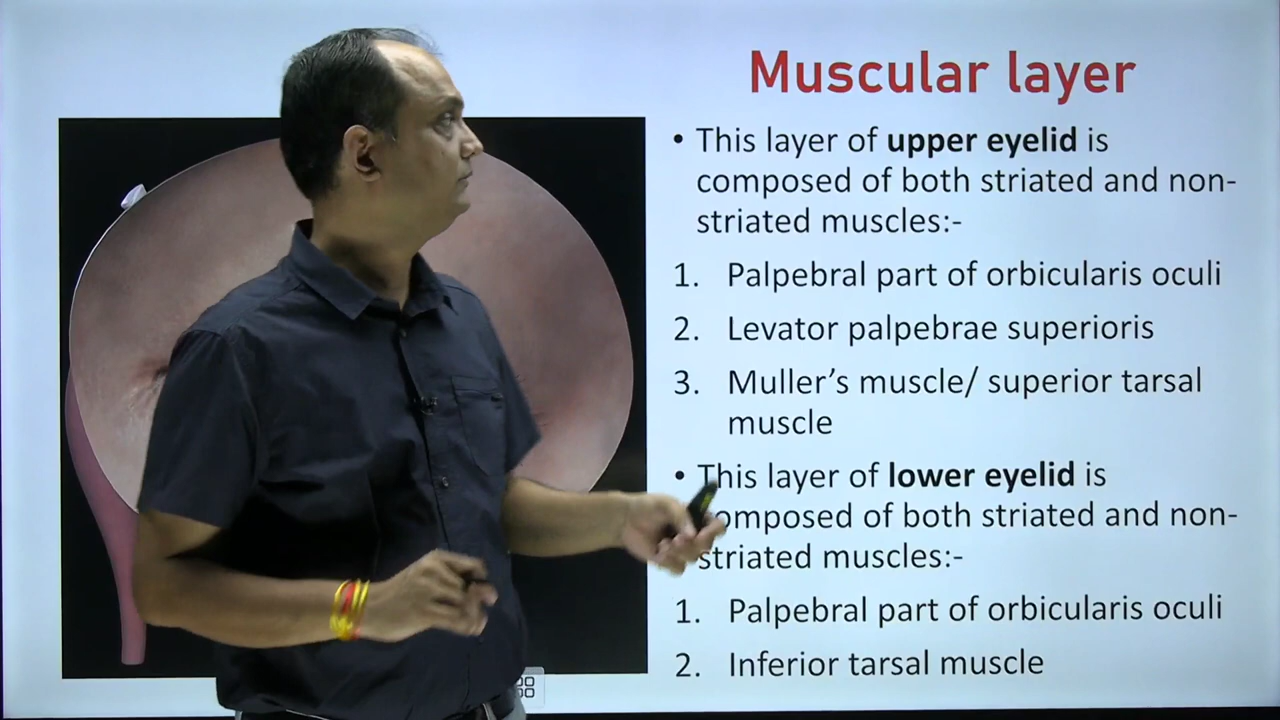 Muscular layer
• This layer of upper eyelid is
composed of both striated and non-
striated muscles:-
1. Palpebral part of orbicularis oculi
2. Levator palpebrae superioris
3. Muller's muscle/ superior tarsal
muscle
• This layer of lower eyelid is
composed of both striated and non-
striated muscles:-
1. Palpebral part of orbicularis oculi
2. Inferior tarsal muscle